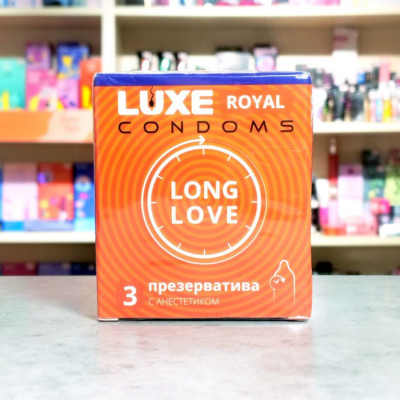 LUXE ROYAL
CONDOMS
LONG
LOVE
3 презерватива
С АНЕСТЕТИКОМ